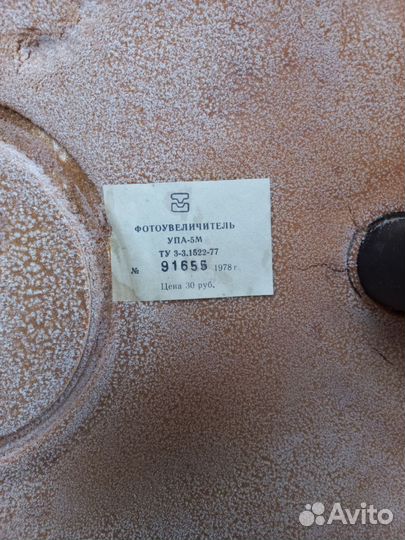 ФОТОУВЕЛИЧИТЕЛЬ
УПА-5М
ТУ 3-3.1522-77
№ 91655 1978 г.
Цена 30 руб.
Avito